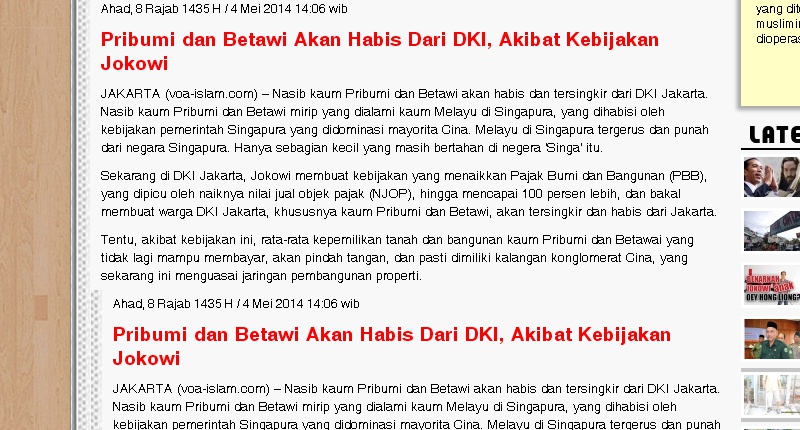 Ahad, 8 Rajab 1435 H / 4 Mei 2014 14:06 wib
Pribumi dan Betawi Akan Habis Dari DKI, Akibat Kebijakan
Jokowi
JAKARTA (voa-islam.com) – Nasib kaum Pribumi dan Betawi akan habis dan tersingkir dari DKI Jakarta.
Nasib kaum Pribumi dan Betawi mirip yang dialami kaum Melayu di Singapura, yang dihabisi oleh
kebijakan pemerintah Singapura yang didominasi mayorita Cina. Melayu di Singapura tergerus dan punah
dari negara Singapura. Hanya sebagian kecil yang masih bertahan di negera 'Singa' itu.
Sekarang di DKI Jakarta, Jokowi membuat kebijakan yang menaikkan Pajak Bumi dan Bangunan (PBB),
yang dipicu oleh naiknya nilai jual objek pajak (NJOP), hingga mencapai 100 persen lebih, dan bakal
membuat warga DKI Jakarta, khususnya kaum Pribumi dan Betawi, akan tersingkir dan habis dari Jakarta.
Tentu, akibat kebijakan ini, rata-rata kepemilikan tanah dan bangunan kaum Pribumi dan Betawai yang
tidak lagi mampu membayar, akan pindah tangan, dan pasti dimiliki kalangan konglomerat Cina, yang
sekarang ini menguasai jaringan pembangunan properti.
Ahad, 8 Rajab 1435 H / 4 Mei 2014 14:06 wib
Pribumi dan Betawi Akan Habis Dari DKI, Akibat Kebijakan
Jokowi
JAKARTA (voa-islam.com) – Nasib kaum Pribumi dan Betawi akan habis dan tersingkir dari DKI Jakarta.
Nasib kaum Pribumi dan Betawi mirip yang dialami kaum Melayu di Singapura, yang dihabisi oleh
kebijakan pemerintah Singapura yang didominasi mayorita Cina. Melayu di Singapura tergerus dan punah
yang
LATE
BENARKAH
JOKOWI anak
OEY HONG LIONG?